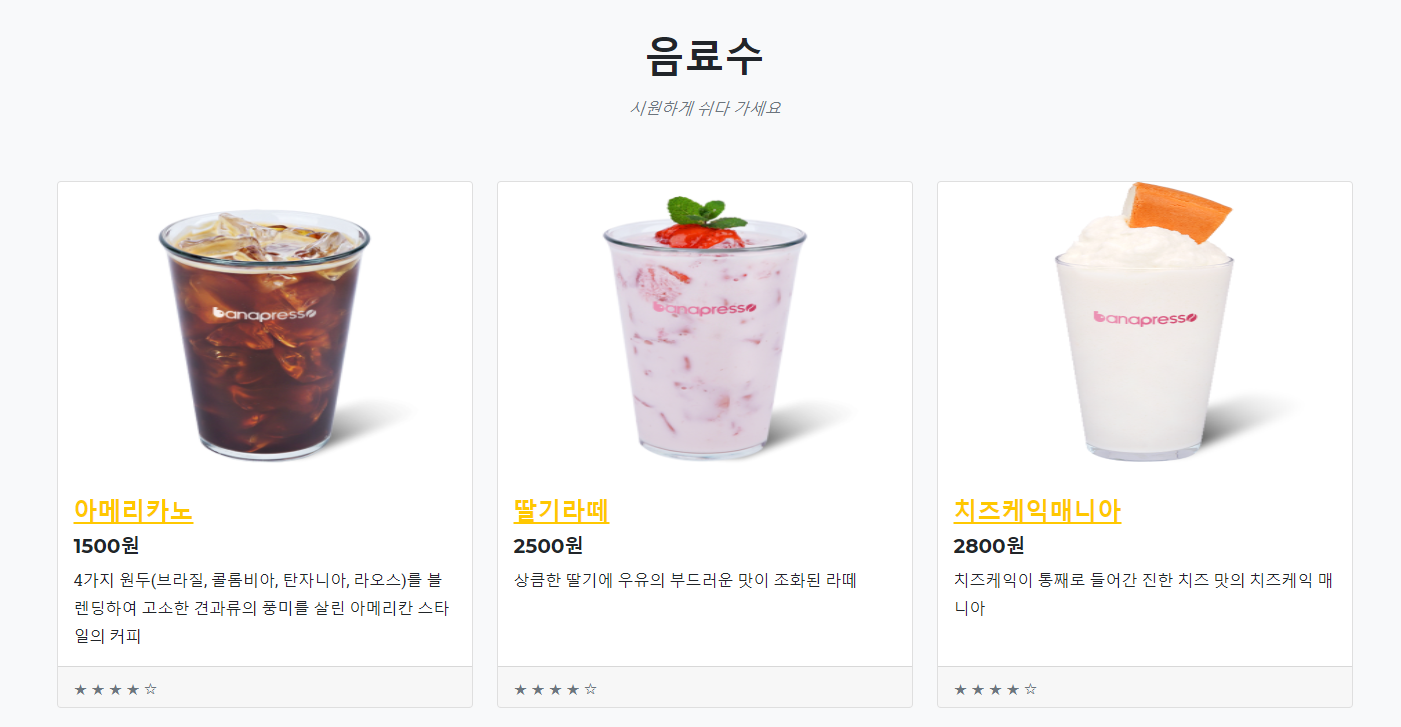 음료수
시원하게 쉬다 가세요
banapresso
banapresso
banapresso
아메리카노
1500원
4가지 원두(브라질, 콜롬비아, 탄자니아, 라오스)를 블
렌딩하여 고소한 견과류의 풍미를 살린 아메리칸 스타
일의 커피
★ ★ ★ ★ ☆
딸기라떼
2500원
상큼한 딸기에 우유의 부드러운 맛이 조화된 라떼
★ ★ ★ ★ ☆
치즈케익매니아
2800원
치즈케익이 통째로 들어간 진한 치즈 맛의 치즈케익 매
니아
★ ★ ★ ★ ☆